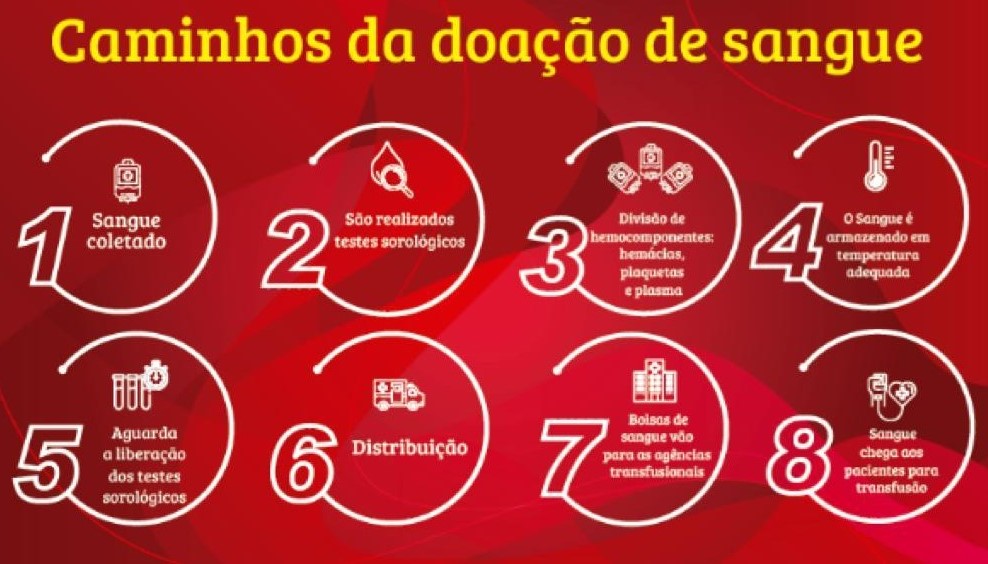 Caminhos da doação de sangue
1
Sangue
coletado
2
São realizados
testes sorológicos
3
Divisão de
hemocomponentes:
hemácias,
plaquetas
e plasma
4
O Sangue é
armazenado em
temperatura
adequada
5
Aguarda
a liberação
dos testes
sorológicos
6
Distribuição
7
Bolsas de
sangue vão
para as agências
transfusionais
8
Sangue
chega aos
pacientes para
transfusão